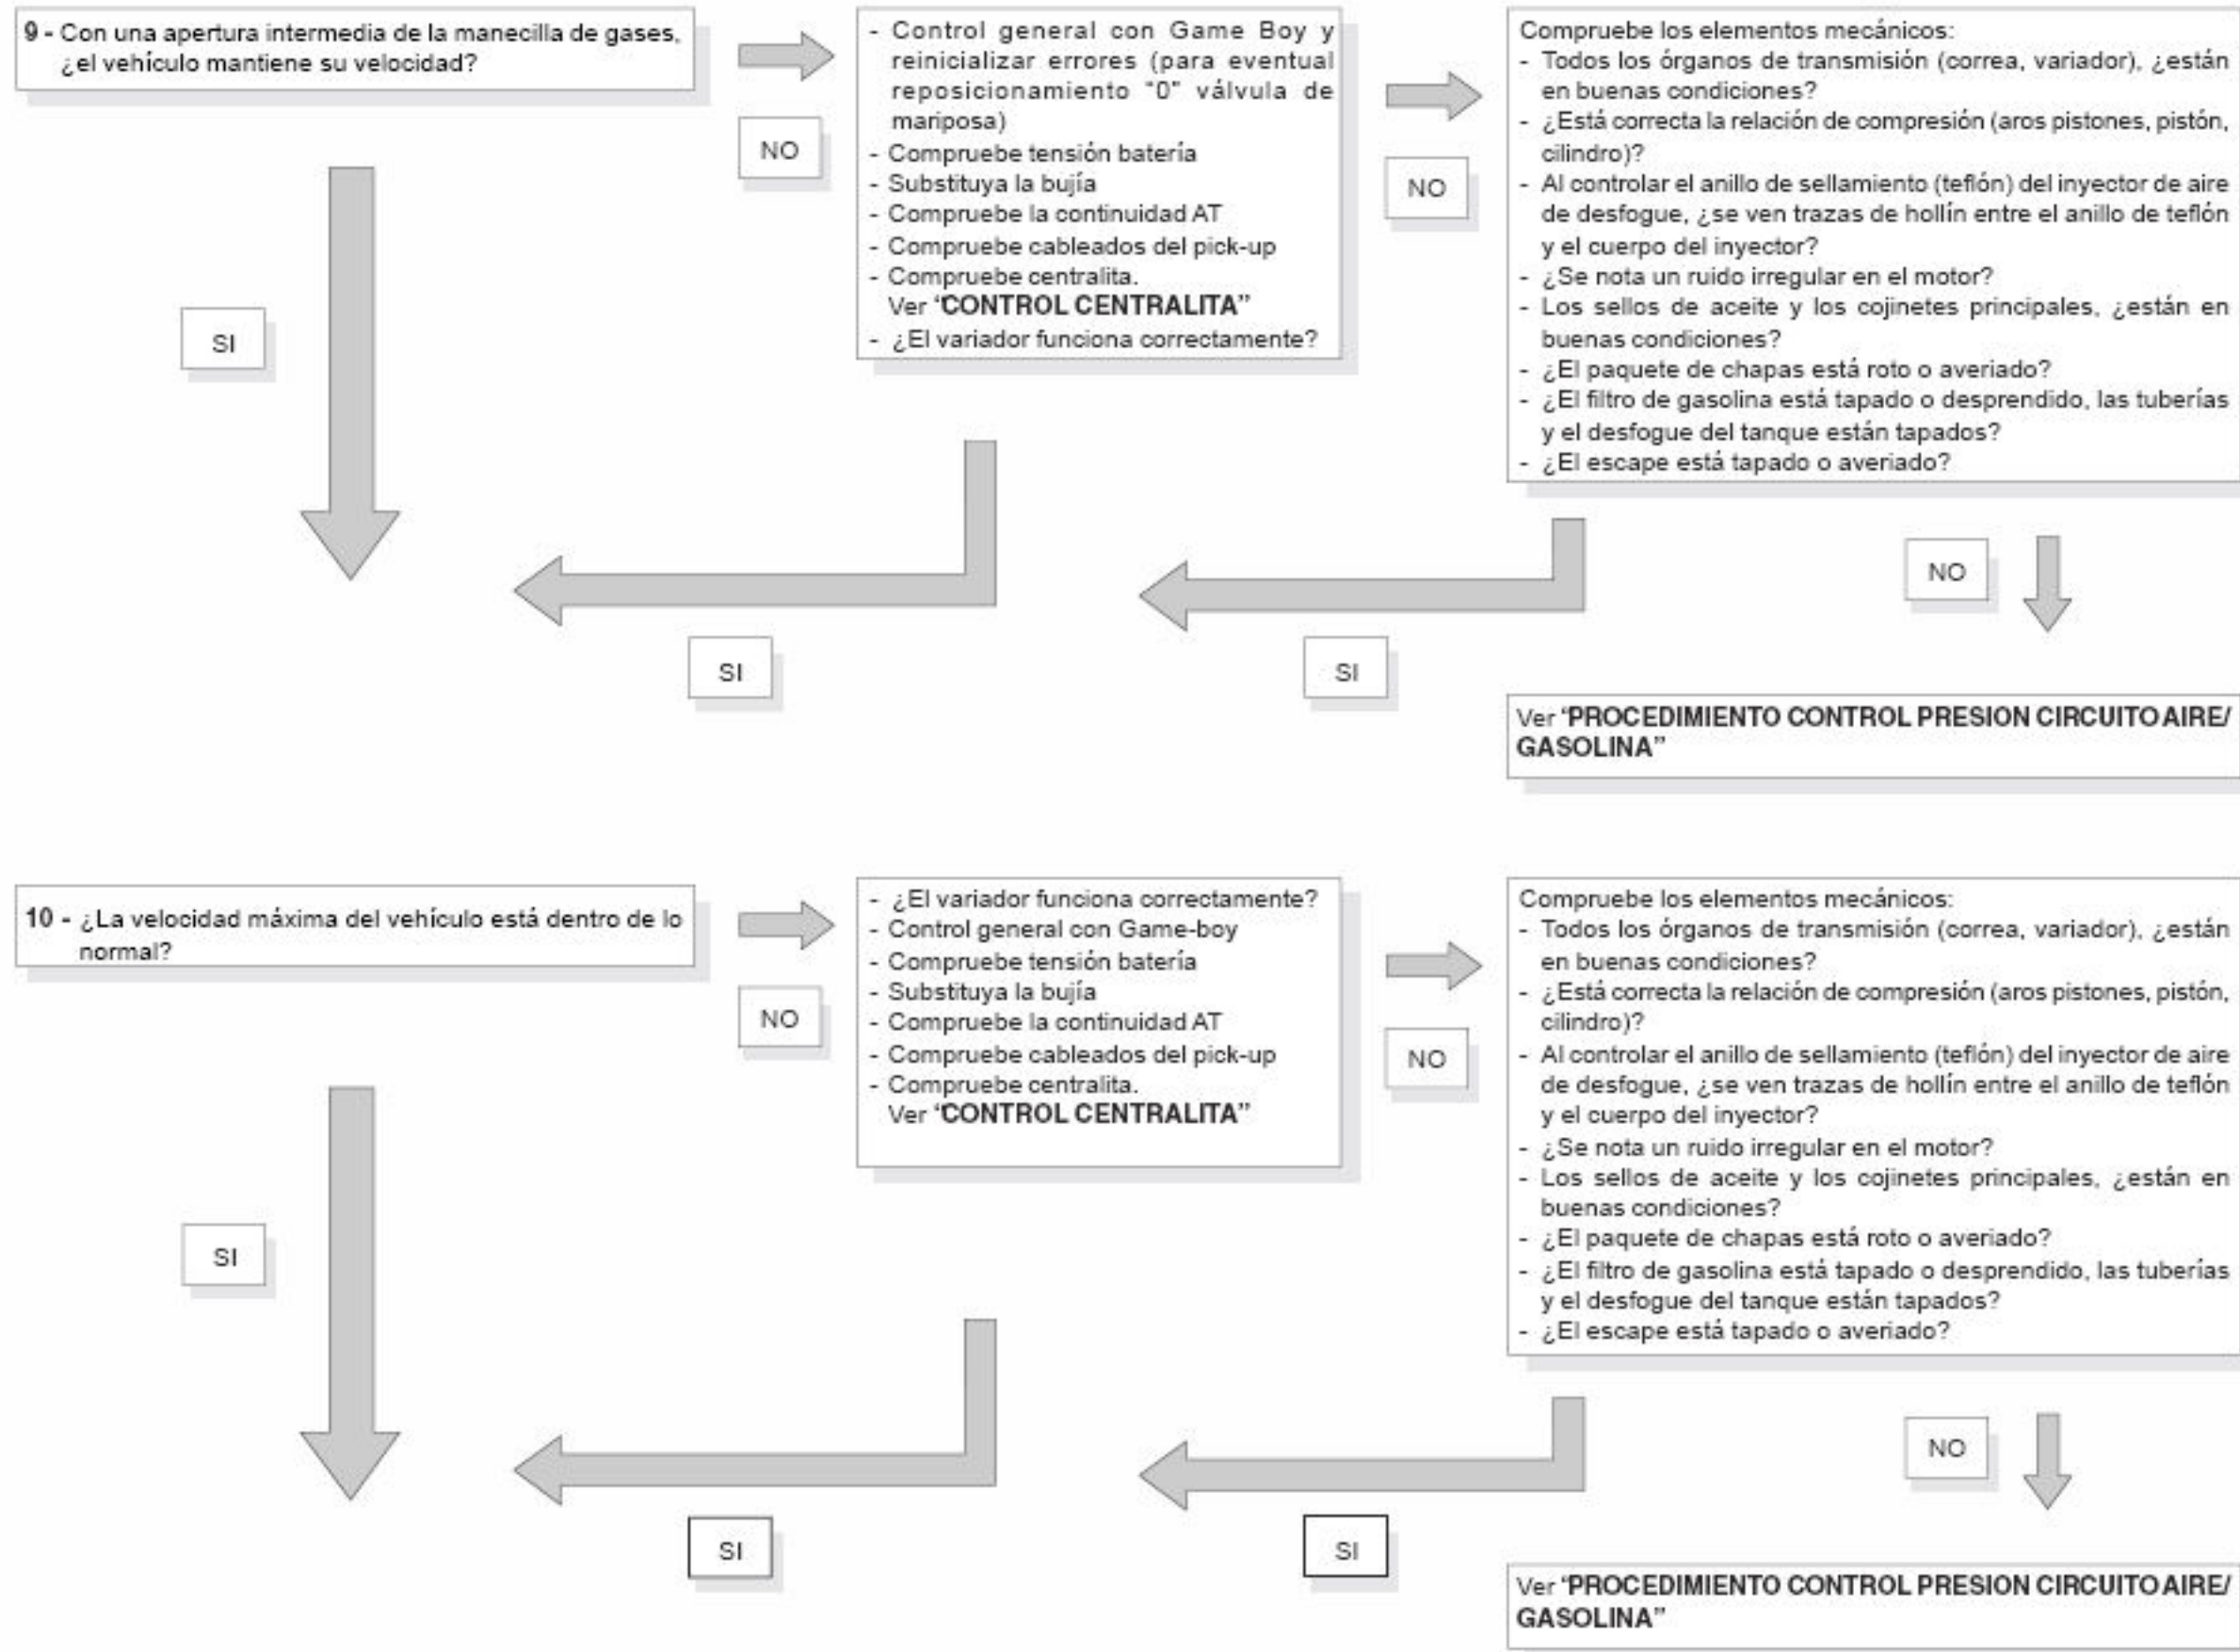 9 - Con una apertura intermedia de la manecilla de gases,
¿el vehículo mantiene su velocidad?
NO
- Control general con Game Boy y
reinicializar errores (para eventual
reposicionamiento "0" válvula de
mariposa)
- Compruebe tensión batería
- Substituya la bujía
- Compruebe la continuidad AT
- Compruebe cableados del pick-up
- Compruebe centralita.
Ver "CONTROL CENTRALITA"
- ¿El variador funciona correctamente?
NO
Compruebe los elementos mecánicos:
- Todos los órganos de transmisión (correa, variador), ¿están
en buenas condiciones?
- ¿Está correcta la relación de compresión (aros pistones, pistón,
cilindro)?
- Al controlar el anillo de sellamiento (teflón) del inyector de aire
de desfogue, ¿se ven trazas de hollín entre el anillo de teflón
y el cuerpo del inyector?
- ¿Se nota un ruido irregular en el motor?
- Los sellos de aceite y los cojinetes principales, ¿están en
buenas condiciones?
- ¿El paquete de chapas está roto o averiado?
- ¿El filtro de gasolina está tapado o desprendido, las tuberías
y el desfogue del tanque están tapados?
- ¿El escape está tapado o averiado?
SI
SI
SI
NO
Ver "PROCEDIMIENTO CONTROL PRESION CIRCUITO AIRE/
GASOLINA"
10 - ¿La velocidad máxima del vehículo está dentro de lo
normal?
NO
- ¿El variador funciona correctamente?
- Control general con Game-boy
- Compruebe tensión batería
- Substituya la bujía
- Compruebe la continuidad AT
- Compruebe cableados del pick-up
- Compruebe centralita.
Ver "CONTROL CENTRALITA"
NO
Compruebe los elementos mecánicos:
- Todos los órganos de transmisión (correa, variador), ¿están
en buenas condiciones?
- ¿Está correcta la relación de compresión (aros pistones, pistón,
cilindro)?
- Al controlar el anillo de sellamiento (teflón) del inyector de aire
de desfogue, ¿se ven trazas de hollín entre el anillo de teflón
y el cuerpo del inyector?
- ¿Se nota un ruido irregular en el motor?
- Los sellos de aceite y los cojinetes principales, ¿están en
buenas condiciones?
- ¿El paquete de chapas está roto o averiado?
- ¿El filtro de gasolina está tapado o desprendido, las tuberías
y el desfogue del tanque están tapados?
- ¿El escape está tapado o averiado?
SI
SI
SI
NO
Ver "PROCEDIMIENTO CONTROL PRESION CIRCUITO AIRE/
GASOLINA"